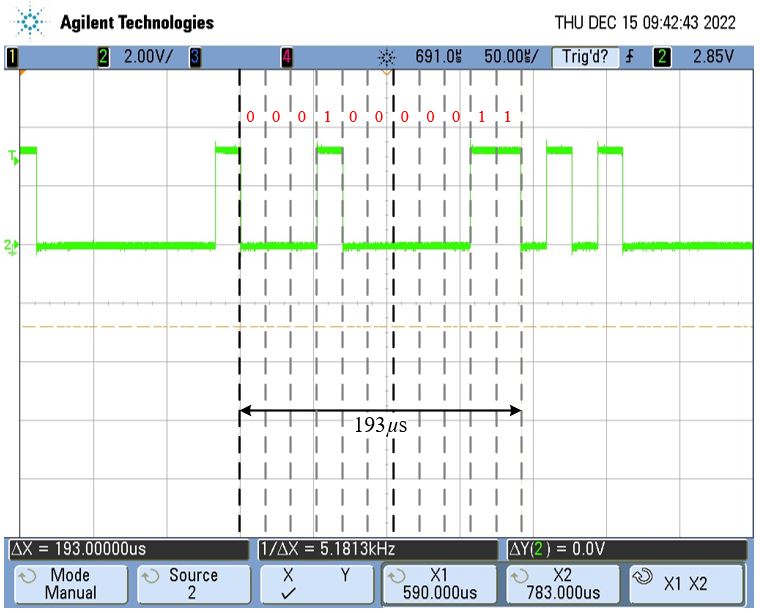 Agilent Technologies THU DEC 15 09:42:43 2022
1 2 2.00V/ 3 4 691.0us 50.00us/ Trig'd? 2 2.85V
0 0 0 1 0 0 0 0 0 1 1
T
2
193μs
ΔX = 193.00000us 1/ΔX = 5.1813kHz ΔY(2) = 0.0V
Mode Source X Y X1 X2 X1 X2
Manual 2 ✓ 590.000us 783.000us